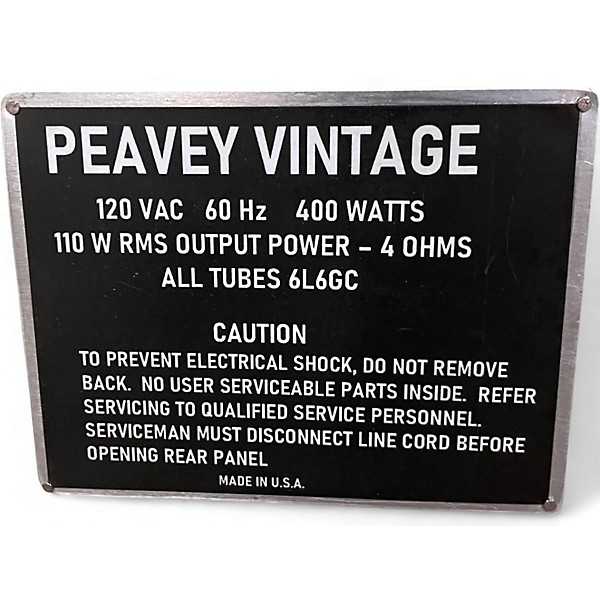 PEAVEY VINTAGE
120 VAC 60 Hz 400 WATTS
110 W RMS OUTPUT POWER – 4 OHMS
ALL TUBES 6L6GC
CAUTION
TO PREVENT ELECTRICAL SHOCK, DO NOT REMOVE
BACK. NO USER SERVICEABLE PARTS INSIDE. REFER
SERVICING TO QUALIFIED SERVICE PERSONNEL.
SERVICEMAN MUST DISCONNECT LINE CORD BEFORE
OPENING REAR PANEL
MADE IN U.S.A.